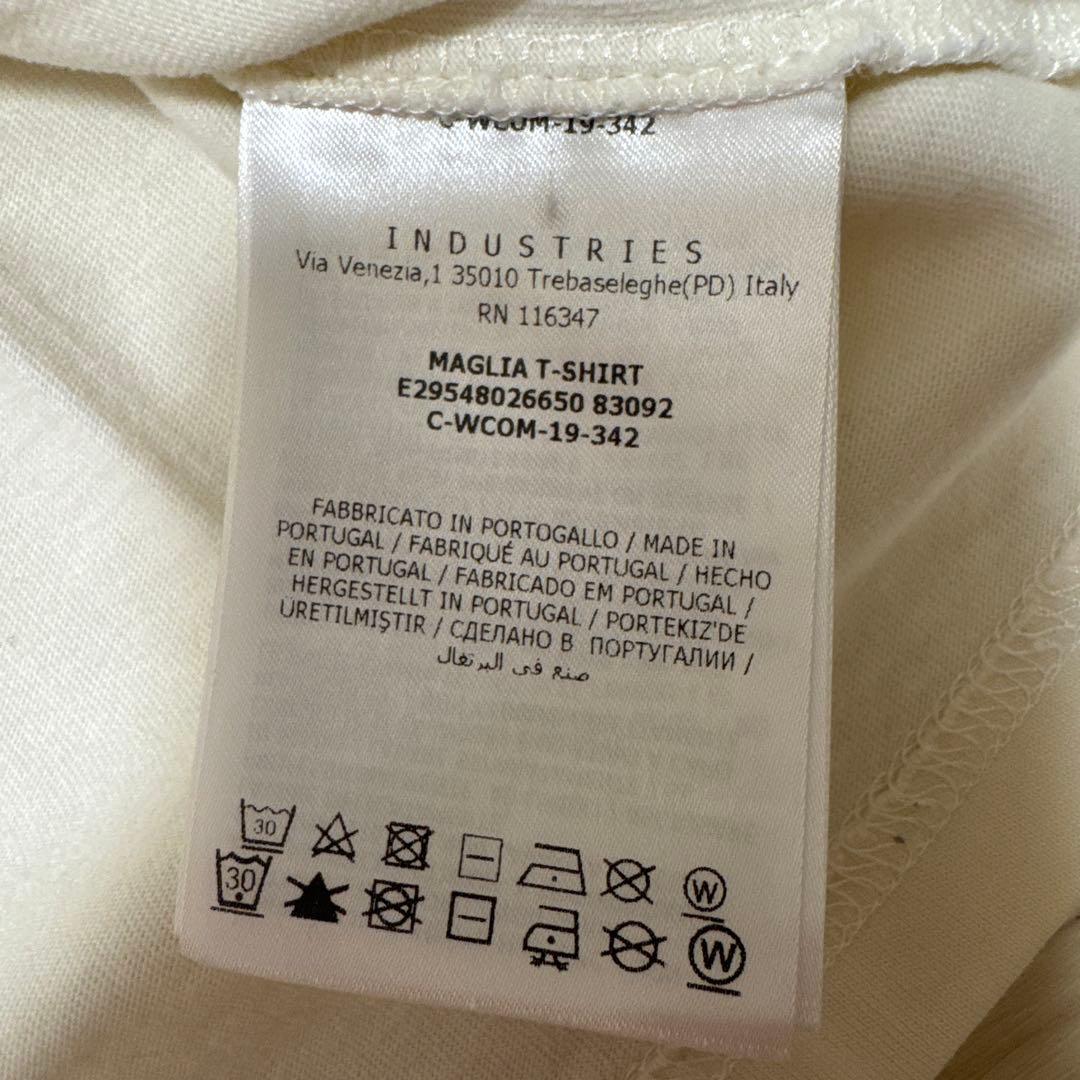 C-WCOM-19-342
INDUSTRIES
Via Venezia,1 35010 Trebaseleghe(PD) Italy
RN 116347
MAGLIA T-SHIRT
E29548026650 83092
C-WCOM-19-342
FABBRICATO IN PORTOGALLO / MADE IN
PORTUGAL / FABRIQUÉ AU PORTUGAL / HECHO
EN PORTUGAL / FABRICADO EM PORTUGAL /
HERGESTELLT IN PORTUGAL / PORTEKIZ'DE
ÜRETILMIŞTIR / СДЕЛАНО В ПОРТУГАЛИИ /
صنع في البرتغال
30 W
30 W